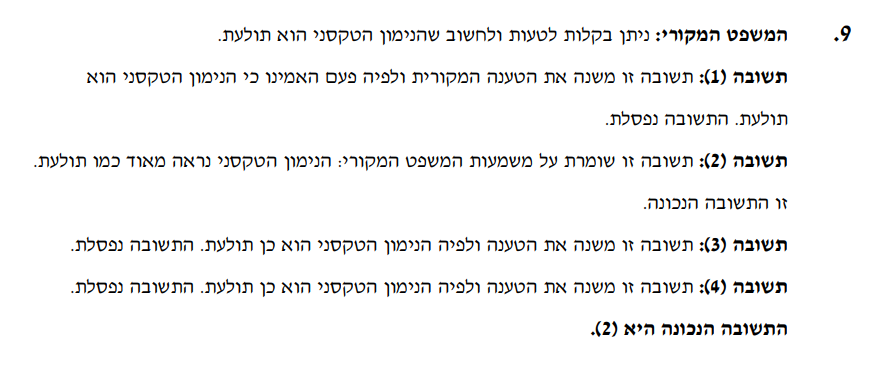 9. המשפט המקורי: ניתן בקלות לטעות ולחשוב שהנימון הטקסני הוא תולעת.
תשובה (1): תשובה זו משנה את הטענה המקורית ולפיה פעם האמינו כי הנימון הטקסני הוא
תולעת. התשובה נפסלת.
תשובה (2): תשובה זו שומרת על משמעות המשפט המקורי: הנימון הטקסני נראה מאוד כמו תולעת.
זו התשובה הנכונה.
תשובה (3): תשובה זו משנה את הטענה ולפיה הנימון הטקסני הוא כן תולעת. התשובה נפסלת.
תשובה (4): תשובה זו משנה את הטענה ולפיה הנימון הטקסני הוא כן תולעת. התשובה נפסלת.
התשובה הנכונה היא (2).